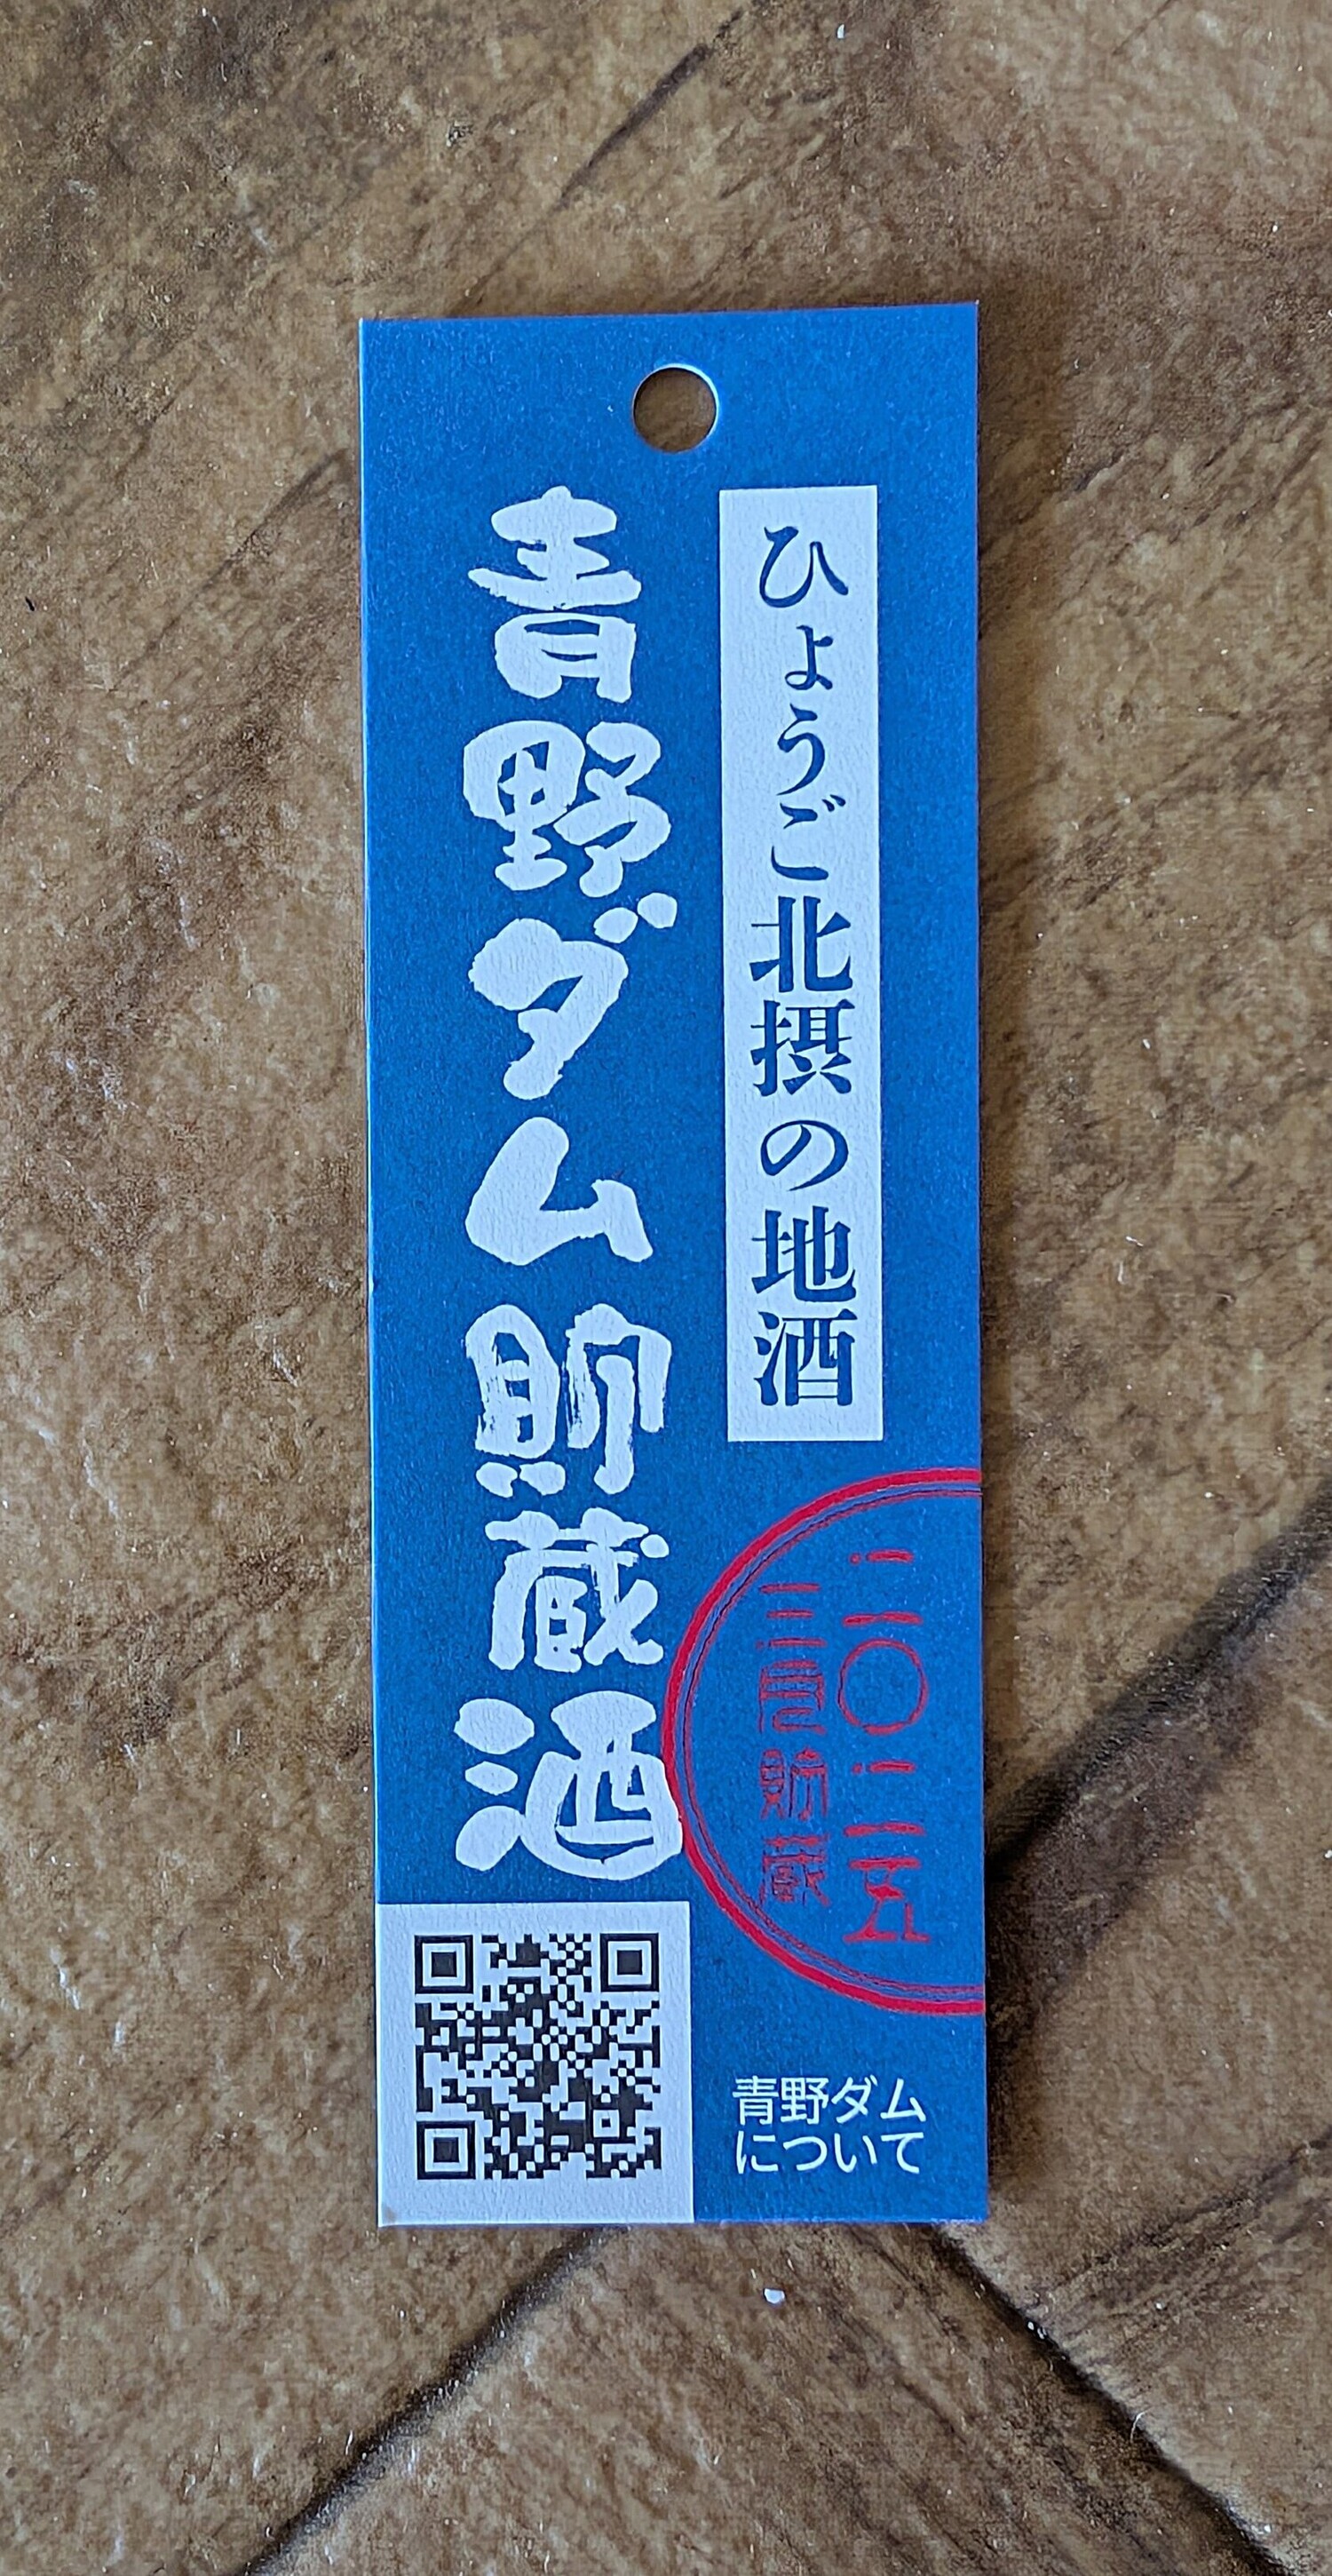 ひょうご北摂の地酒
青野ダム貯蔵酒
二〇二五
三月貯蔵
青野ダム
について